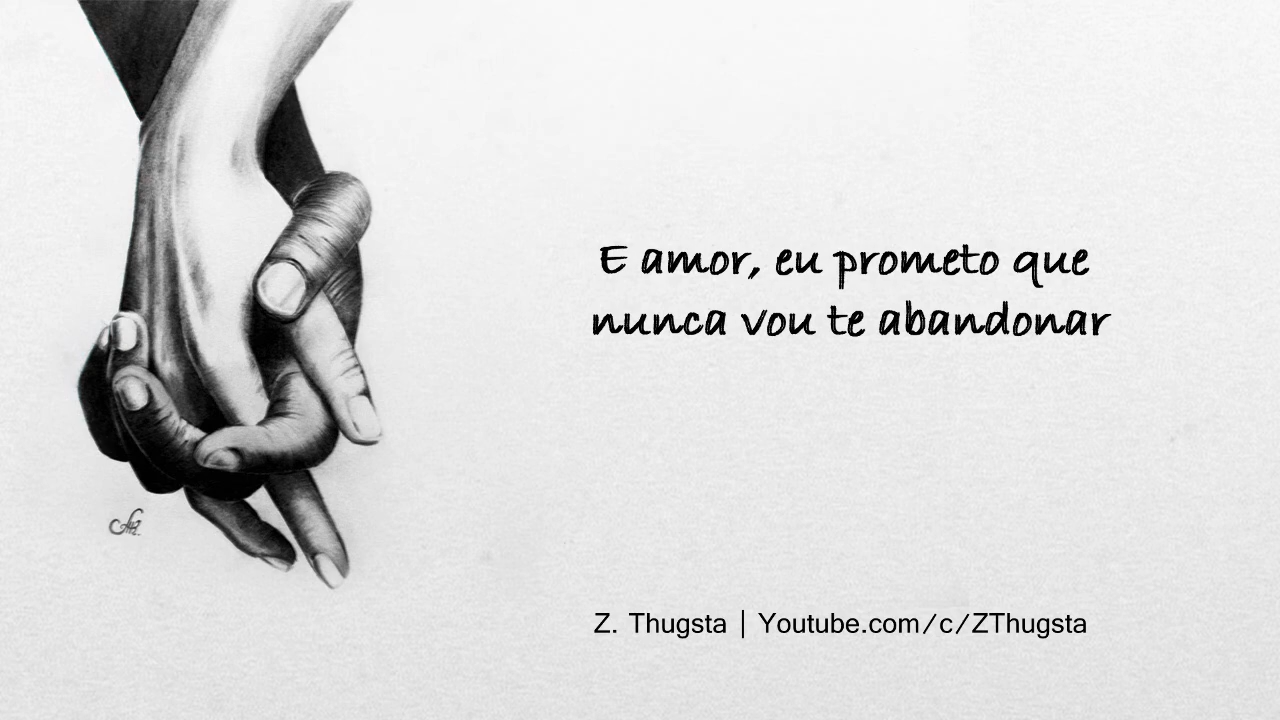 E amor, eu prometo que
nunca vou te abandonar
Z. Thugsta | Youtube.com/c/ZThugsta